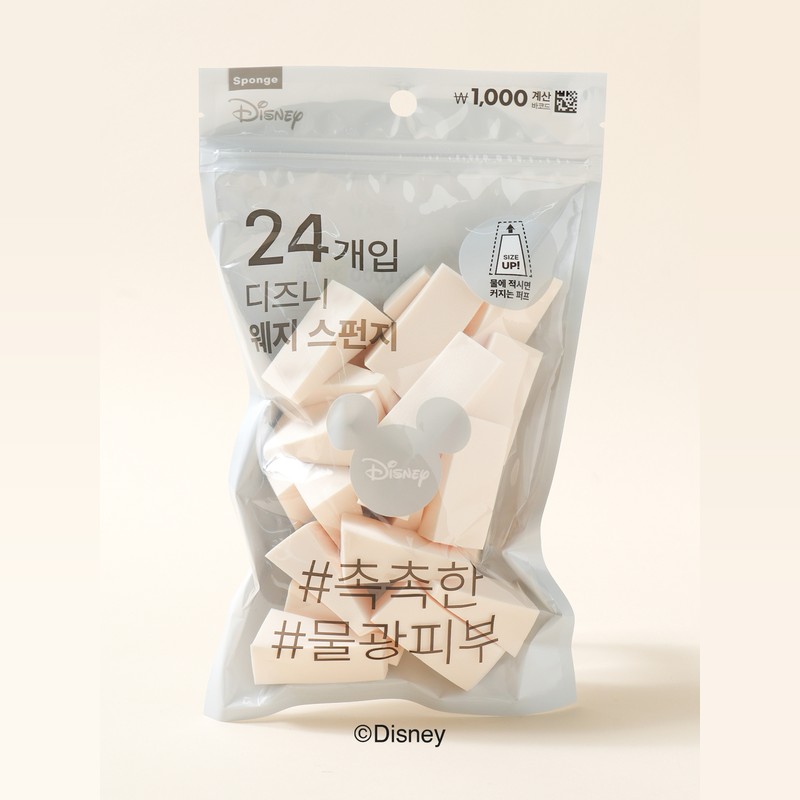 Sponge
Disney
₩1,000 계산
바코드
24개입
디즈니
웨지 스펀지
SIZE
UP!
물에 적시면
커지는 퍼프
Disney
#촉촉한
#물광피부
©Disney